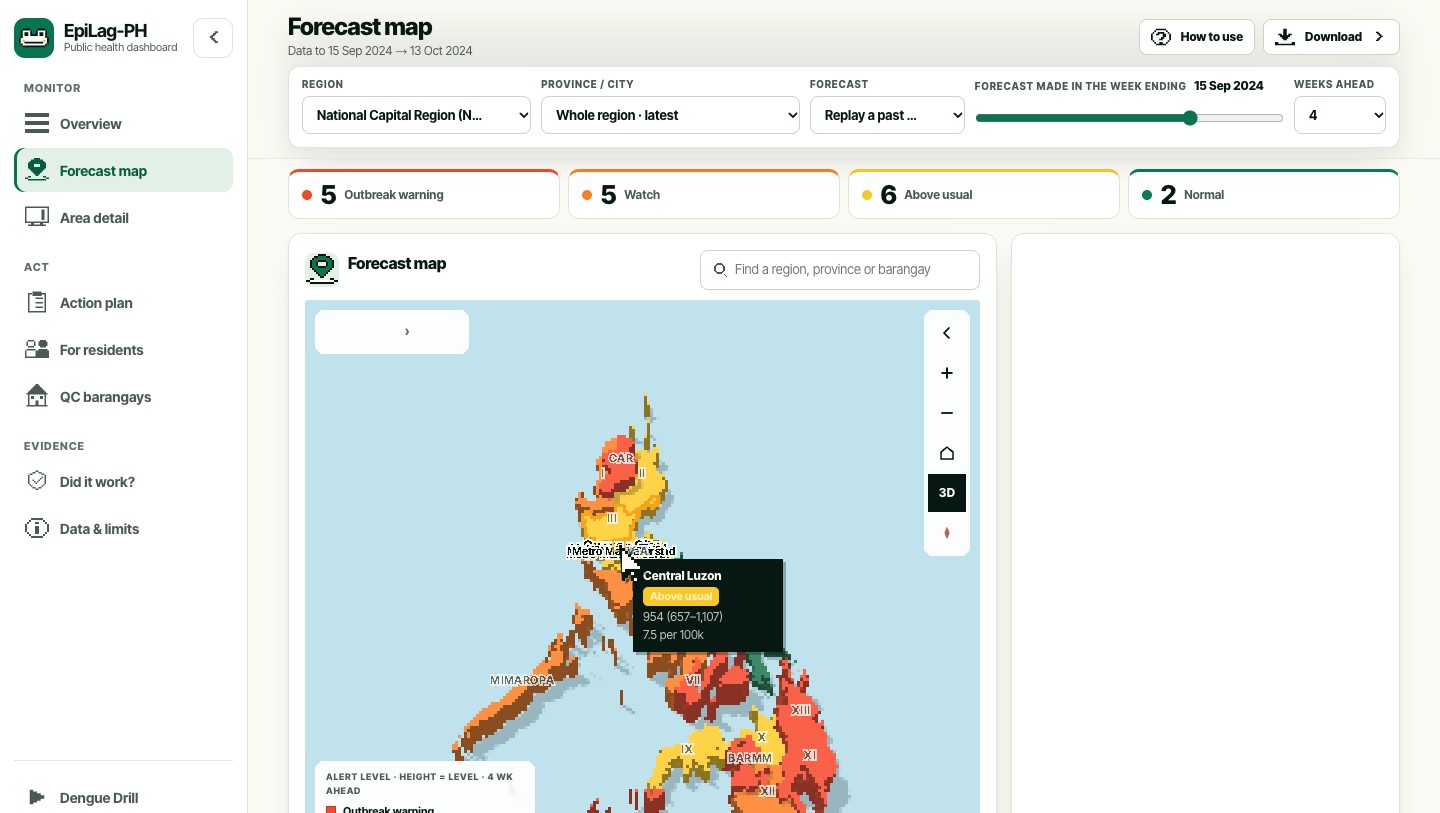 EpiLag-PH
Public health dashboard
MONITOR
Overview
Forecast map
Area detail
ACT
Action plan
For residents
QC barangays
EVIDENCE
Did it work?
Data & limits
Dengue Drill
Forecast map
Data to 15 Sep 2024 → 13 Oct 2024
How to use
Download
REGION
National Capital Region (N...
PROVINCE / CITY
Whole region · latest
FORECAST
Replay a past ...
FORECAST MADE IN THE WEEK ENDING 15 Sep 2024
WEEKS AHEAD
4
5 Outbreak warning
5 Watch
6 Above usual
2 Normal
Forecast map
Find a region, province or barangay
3D
CAR
I
II
III
Central Luzon
Above usual
954 (657–1,107)
7.5 per 100k
MIMAROPA
VII
XIII
X
IX
BARMM
XI
XII
ALERT LEVEL · HEIGHT = LEVEL · 4 WK AHEAD
Outbreak warning